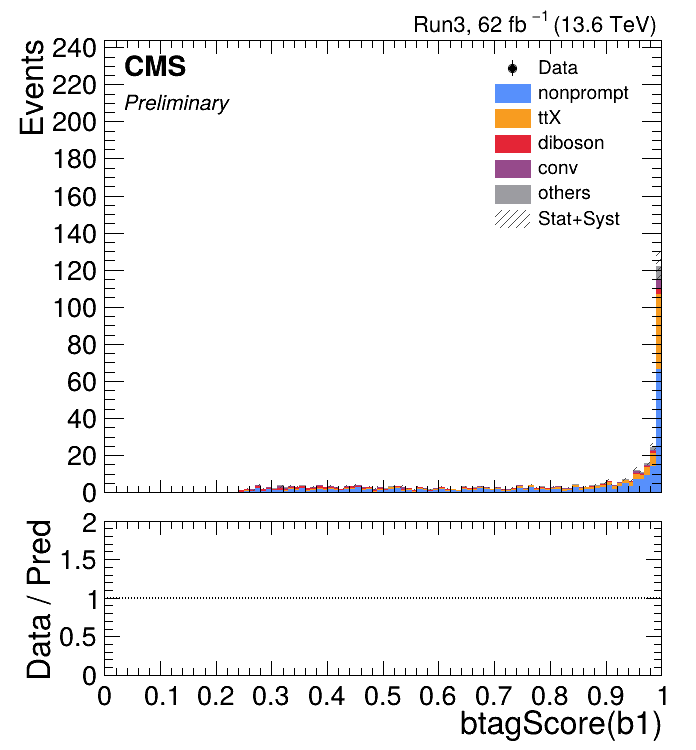 Run3, 62 fb⁻¹ (13.6 TeV)
CMS
Preliminary
Events
240
220
200
180
160
140
120
100
80
60
40
20
0
Data
nonprompt
ttX
diboson
conv
others
Stat+Syst
Data / Pred
2
1.5
1
0.5
0
0 0.1 0.2 0.3 0.4 0.5 0.6 0.7 0.8 0.9 1
btagScore(b1)